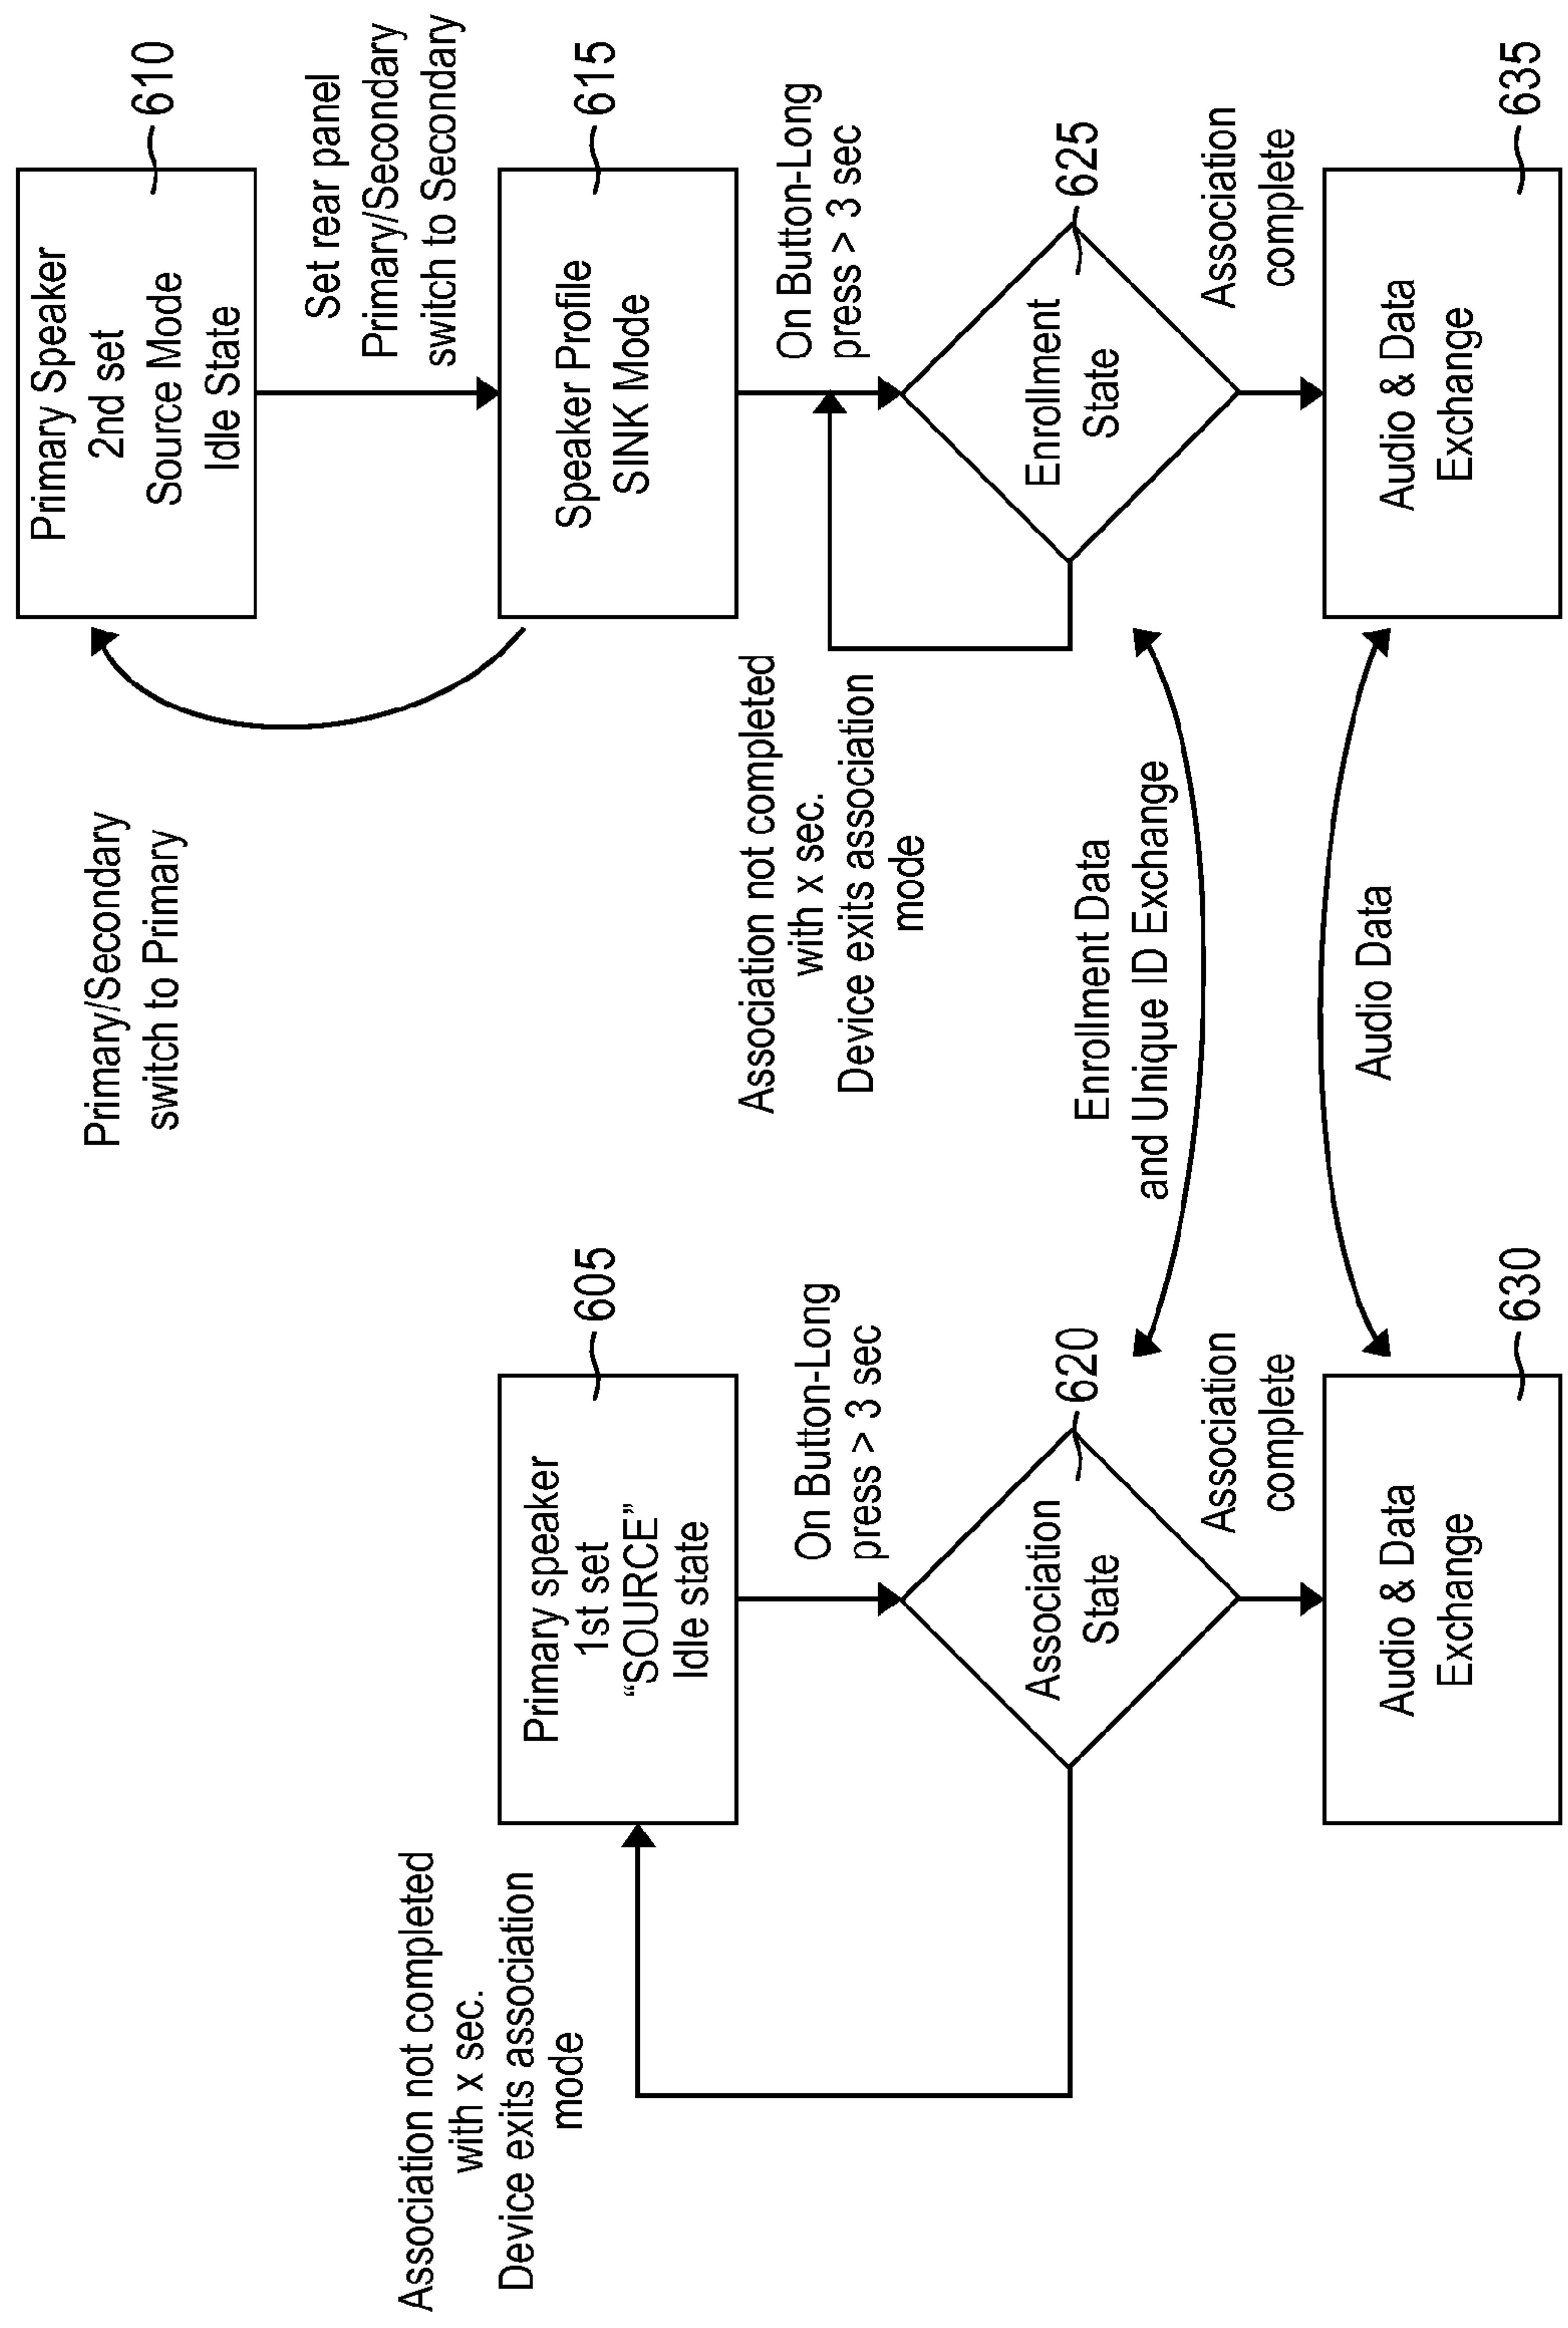 Primary Speaker
2nd set
Source Mode
Idle State
610
Primary/Secondary
switch to Primary
Set rear panel
Primary/Secondary
switch to Secondary
Association not completed
with x sec.
Device exits association
mode
Primary speaker
1st set
“SOURCE”
Idle state
605
Speaker Profile
SINK Mode
615
On Button-Long
press > 3 sec
Association not completed
with x sec.
Device exits association
mode
On Button-Long
press > 3 sec
Association
State
620
Enrollment Data
and Unique ID Exchange
Enrollment
State
625
Association
complete
Association
complete
Audio & Data
Exchange
630
Audio Data
Audio & Data
Exchange
635